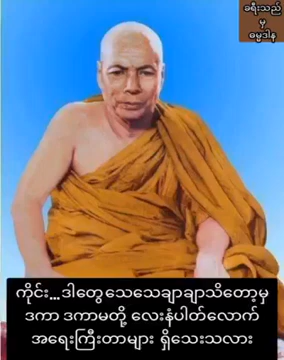 ခရီးသည်
မှ
ဓမ္မဒါန
ကိုင်း...ဒါတွေ သေသေချာချာသိတော့မှ
ဒကာ ဒကာမတို့ လေးနံပါတ်လောက်
အရေးကြီးတာများ ရှိသေးသလား